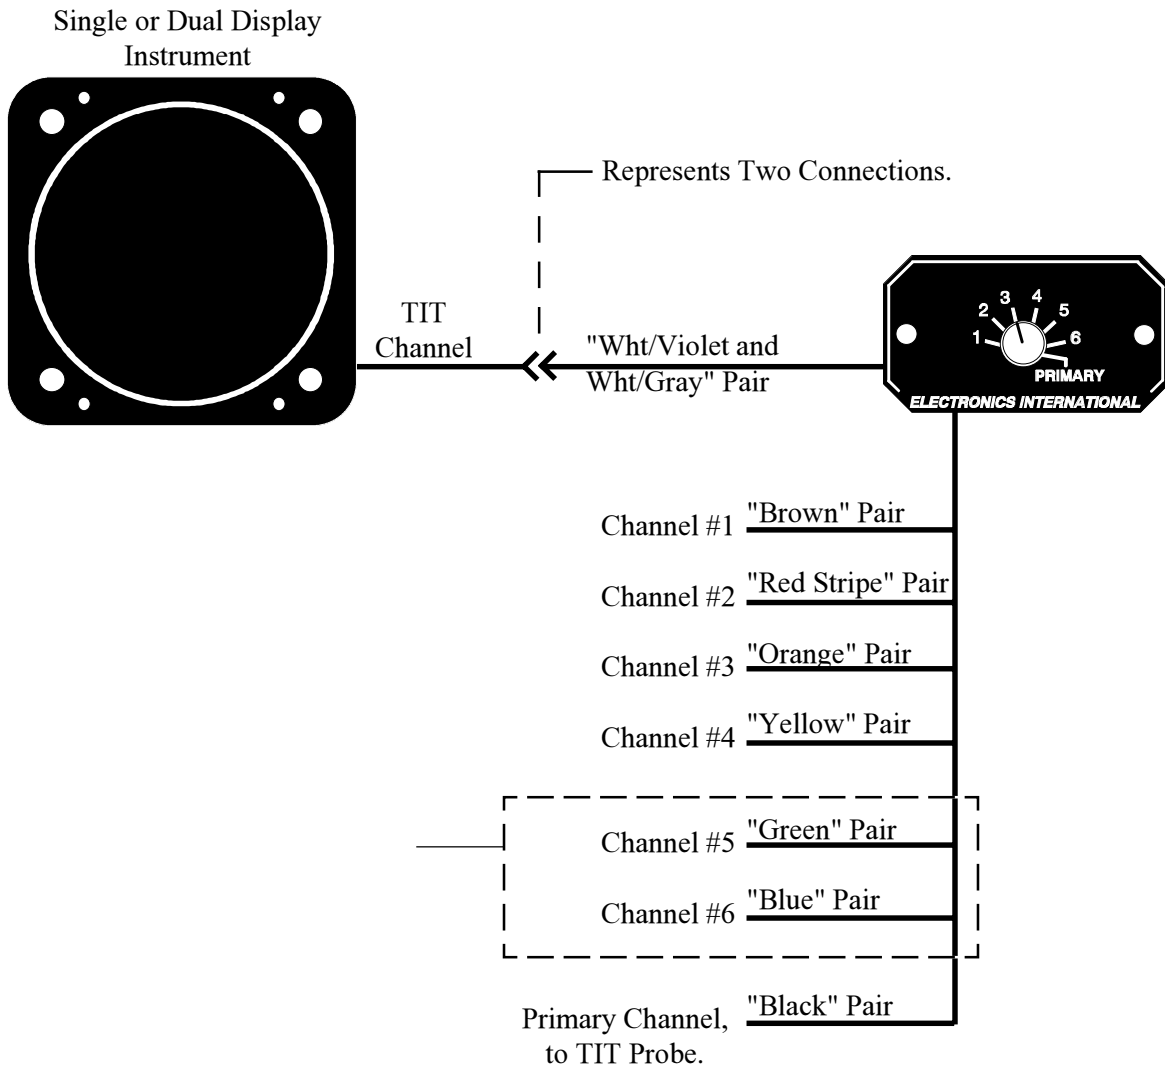 Single or Dual Display
Instrument
Represents Two Connections.
TIT
Channel
"Wht/Violet and
Wht/Gray" Pair
1
2
3
4
5
6
PRIMARY
ELECTRONICS INTERNATIONAL
Channel #1 "Brown" Pair
Channel #2 "Red Stripe" Pair
Channel #3 "Orange" Pair
Channel #4 "Yellow" Pair
Channel #5 "Green" Pair
Channel #6 "Blue" Pair
Primary Channel, "Black" Pair
to TIT Probe.